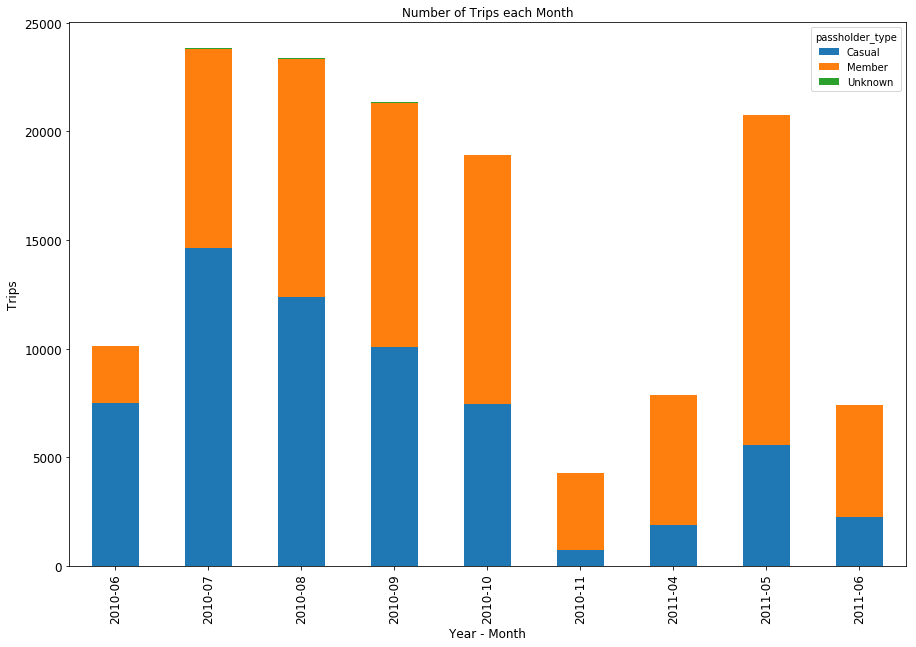 Number of Trips each Month
passholder_type
Casual
Member
Unknown
25000
20000
15000
10000
5000
0
Trips
2010-06
2010-07
2010-08
2010-09
2010-10
2010-11
2011-04
2011-05
2011-06
Year - Month